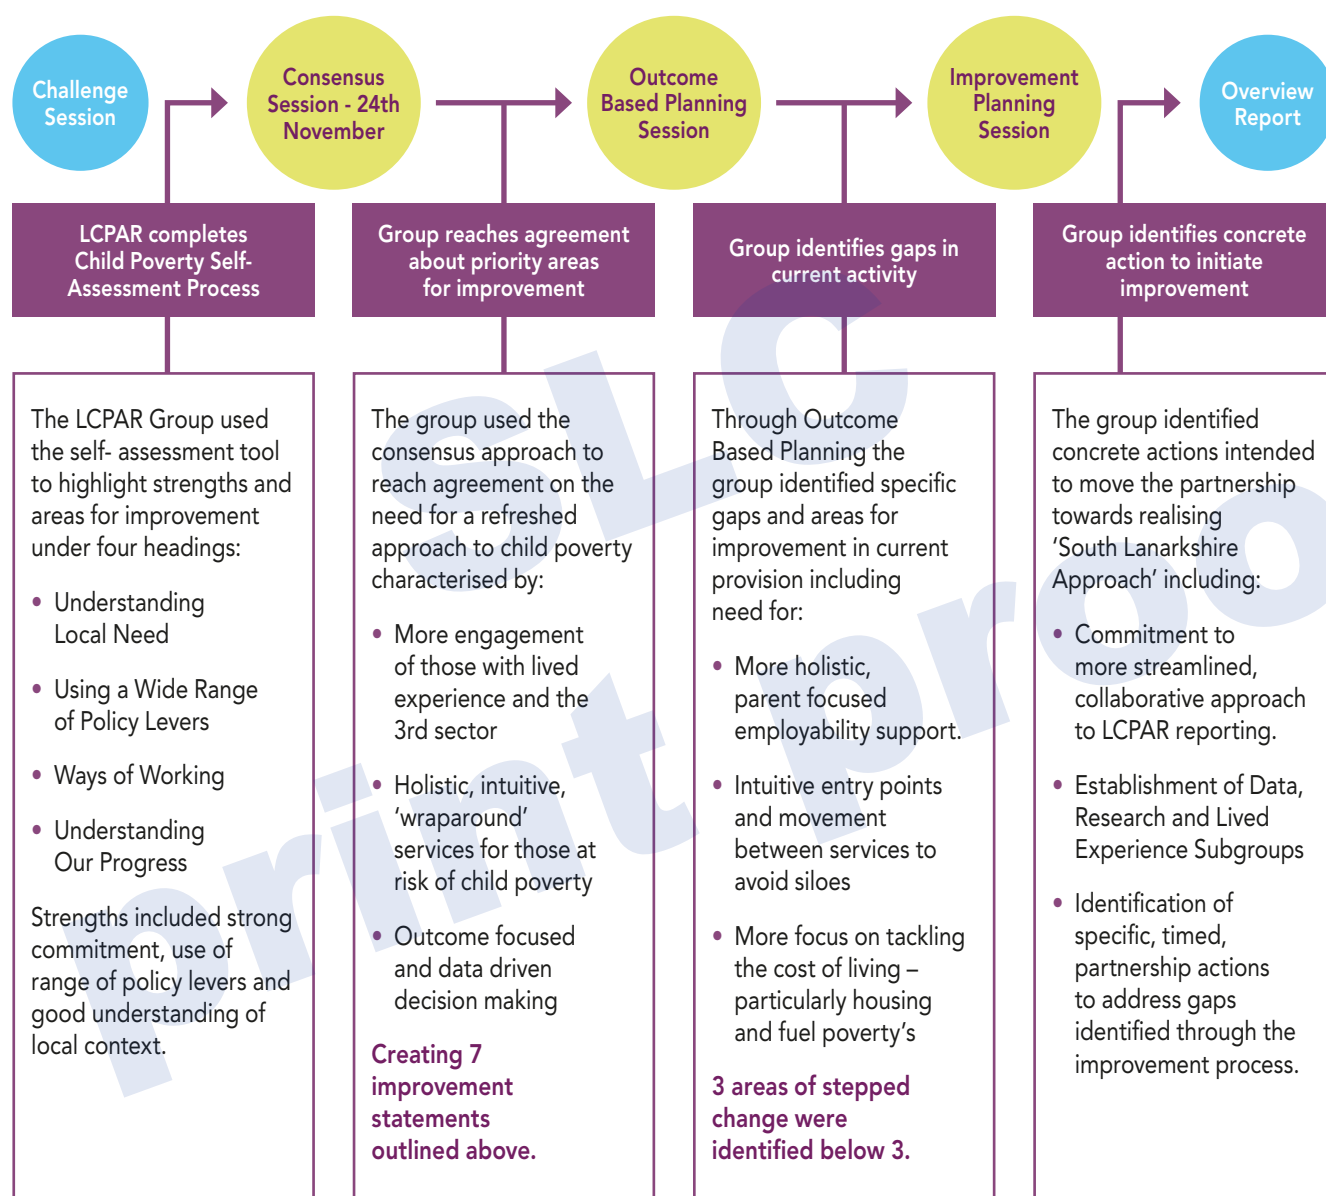 Challenge
Session
Consensus
Session - 24th
November
Outcome
Based Planning
Session
Improvement
Planning
Session
Overview
Report
LCPAR completes
Child Poverty Self-
Assessment Process
Group reaches agreement
about priority areas
for improvement
Group identifies gaps in
current activity
Group identifies concrete
action to initiate
improvement
The LCPAR Group used
the self- assessment tool
to highlight strengths and
areas for improvement
under four headings:
• Understanding
Local Need
• Using a Wide Range
of Policy Levers
• Ways of Working
• Understanding
Our Progress
Strengths included strong
commitment, use of
range of policy levers and
good understanding of
local context.
The group used the
consensus approach to
reach agreement on the
need for a refreshed
approach to child poverty
characterised by:
• More engagement
of those with lived
experience and the
3rd sector
• Holistic, intuitive,
‘wraparound’
services for those at
risk of child poverty
• Outcome focused
and data driven
decision making
Creating 7
improvement
statements
outlined above.
Through Outcome
Based Planning the
group identified specific
gaps and areas for
improvement in current
provision including
need for:
• More holistic,
parent focused
employability support.
• Intuitive entry points
and movement
between services to
avoid siloes
• More focus on tackling
the cost of living –
particularly housing
and fuel poverty’s
3 areas of stepped
change were
identified below 3.
The group identified
concrete actions intended
to move the partnership
towards realising
‘South Lanarkshire
Approach’ including:
• Commitment to
more streamlined,
collaborative approach
to LCPAR reporting.
• Establishment of Data,
Research and Lived
Experience Subgroups
• Identification of
specific, timed,
partnership actions
to address gaps
identified through the
improvement process.
SLC
print proo